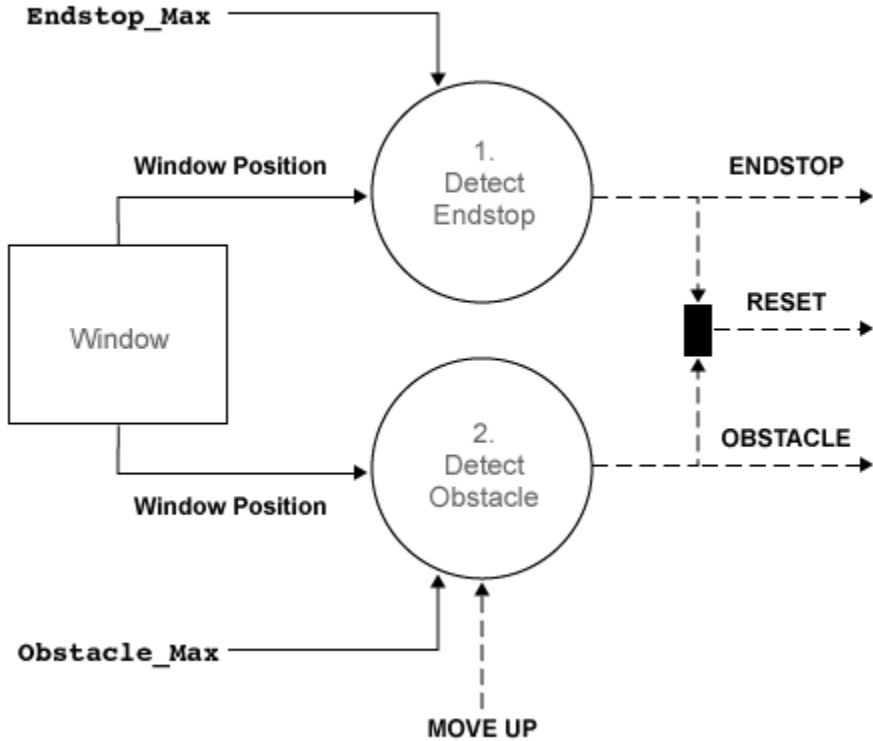 Endstop_Max
1.
Detect
Endstop
Window Position
ENDSTOP
RESET
Window
2.
Detect
Obstacle
OBSTACLE
Window Position
Obstacle_Max
MOVE UP